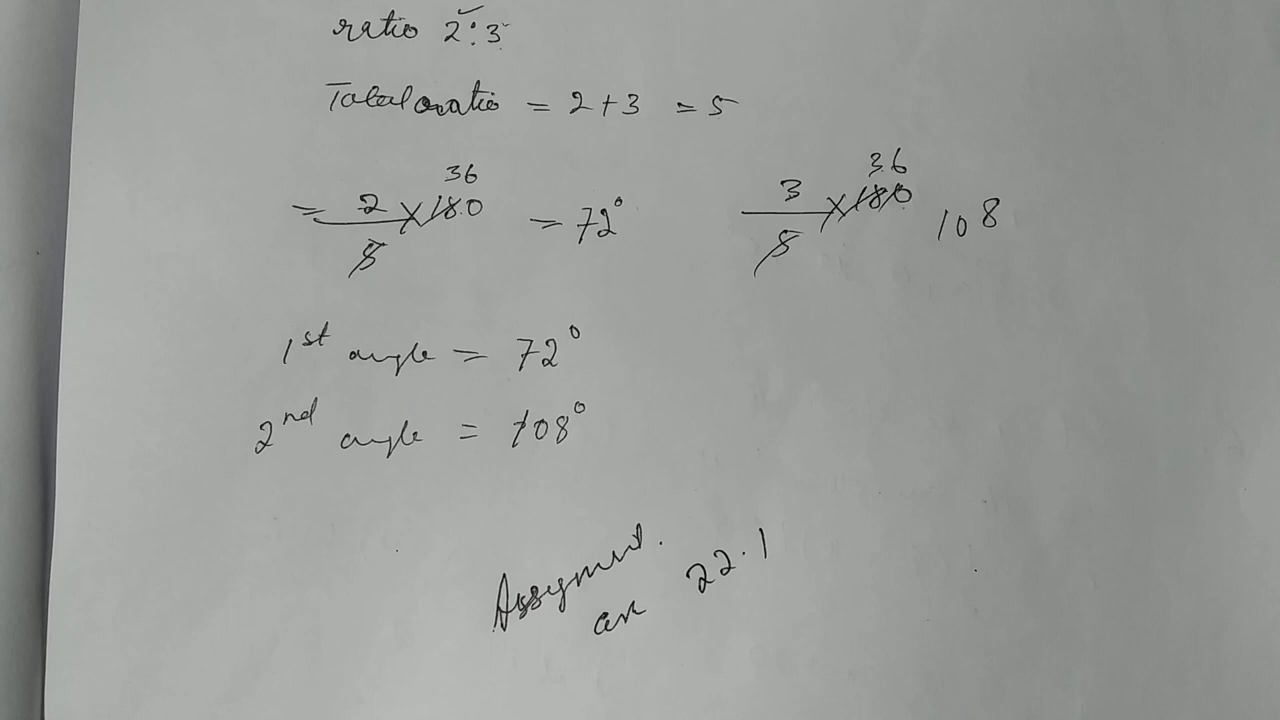 ratio 2:3
Total ratio = 2+3 = 5
= 2/5 × 180 36 = 72° 3/5 × 180 36 108
1st angle = 72°
2nd angle = 108°
Assignment.
22.1